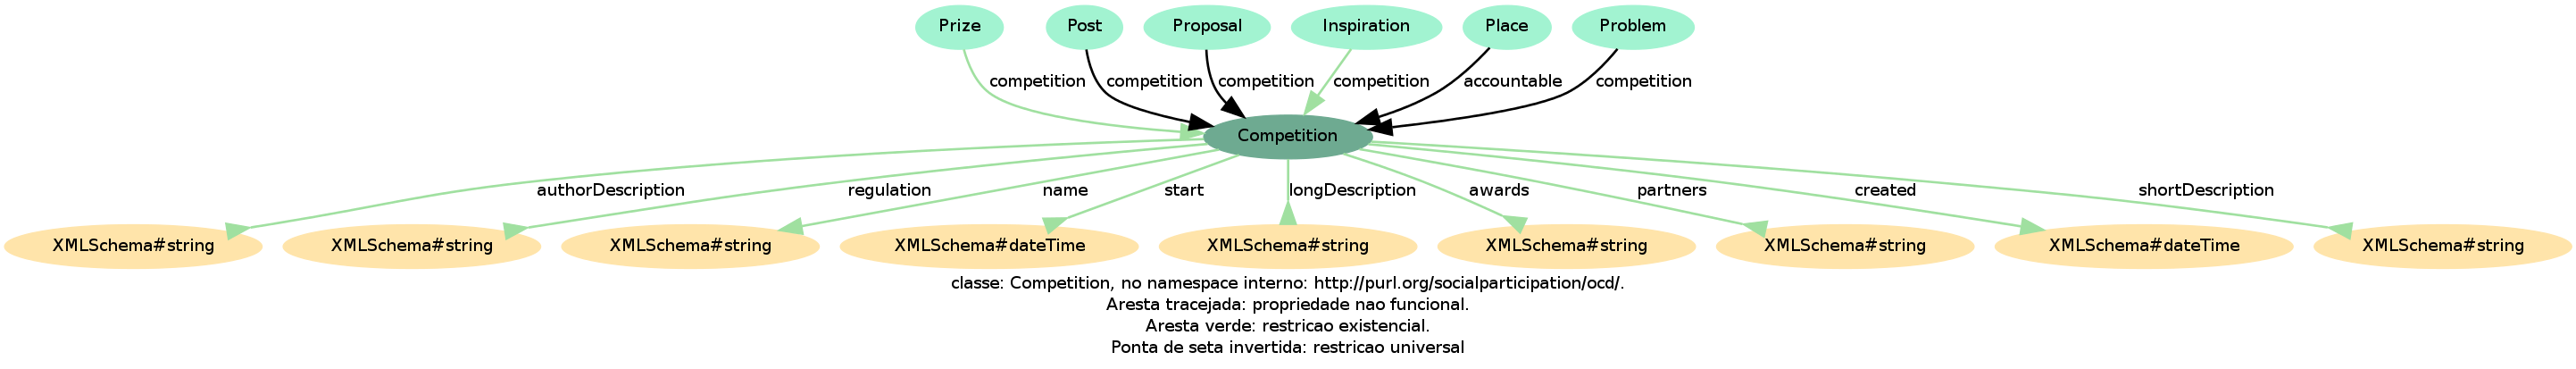 Prize Post Proposal Inspiration Place Problem
competition competition competition competition accountable competition
Competition
authorDescription regulation name start longDescription awards partners created shortDescription
XMLSchema#string XMLSchema#string XMLSchema#string XMLSchema#dateTime XMLSchema#string XMLSchema#string XMLSchema#string XMLSchema#dateTime XMLSchema#string
classe: Competition, no namespace interno: http://purl.org/socialparticipation/ocd/.
Aresta tracejada: propriedade nao funcional.
Aresta verde: restricao existencial.
Ponta de seta invertida: restricao universal